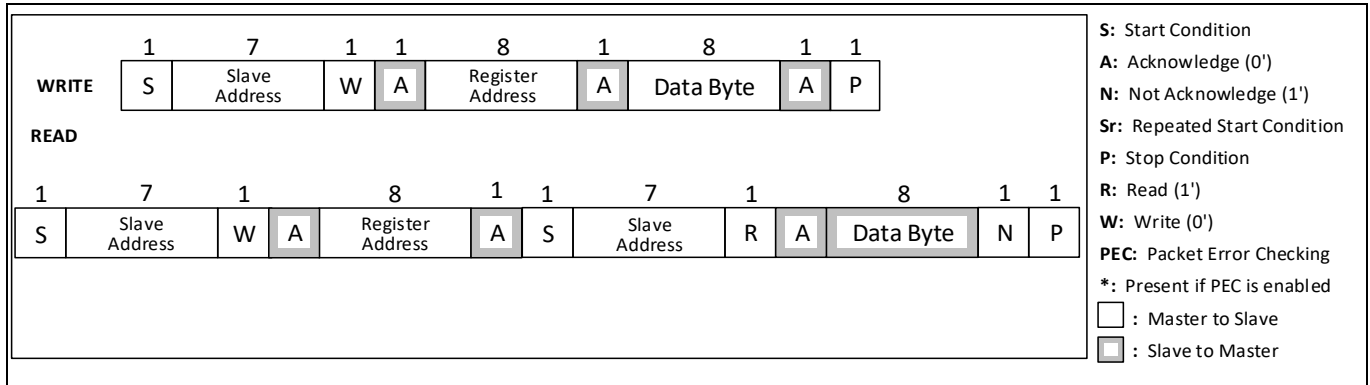 1 7 1 1 8 1 8 1 1
WRITE S Slave Address W A Register Address A Data Byte A P
READ
1 7 1 8 1 1 7 1 8 1 1
S Slave Address W A Register Address A S Slave Address R A Data Byte N P
S: Start Condition
A: Acknowledge (0')
N: Not Acknowledge (1')
Sr: Repeated Start Condition
P: Stop Condition
R: Read (1')
W: Write (0')
PEC: Packet Error Checking
*: Present if PEC is enabled
: Master to Slave
: Slave to Master